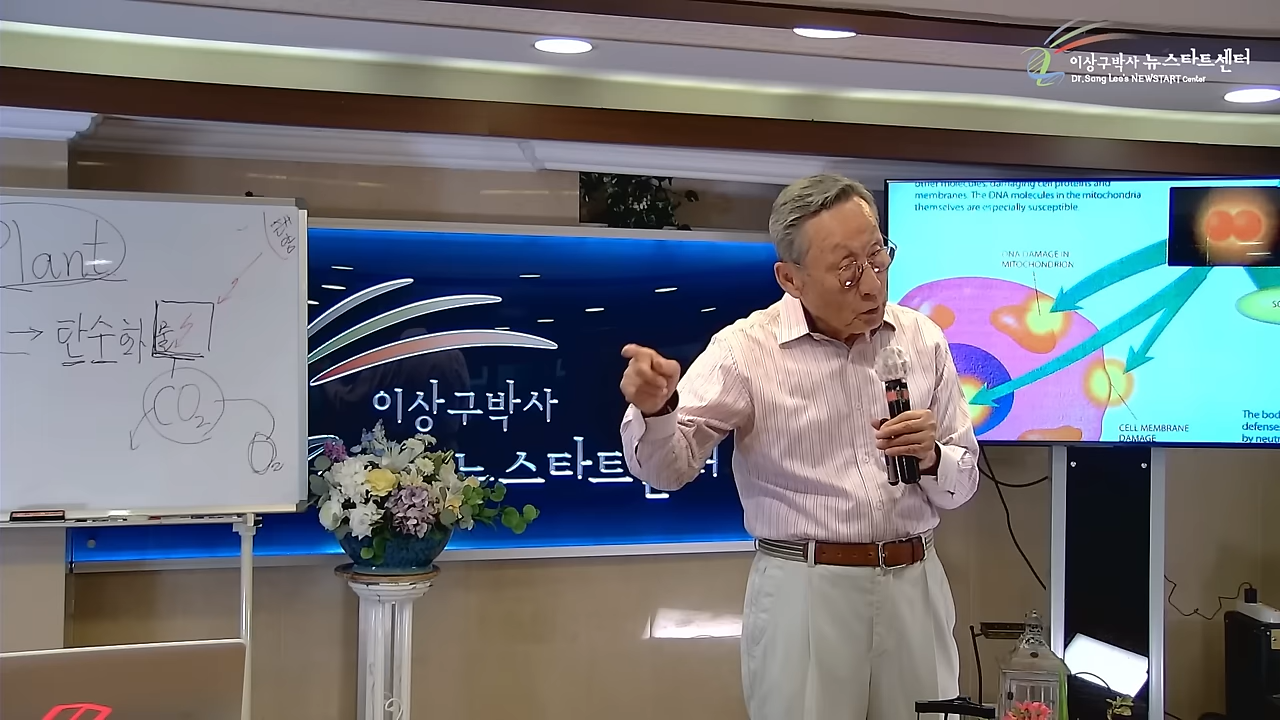 이상구박사 뉴스타트센터
Dr. Sang Lee's NEWSTART Center
Plant
→ 탄수화물
CO₂
O₂
이상구박사
뉴스타트센터
other molecules, damaging cell proteins and
membranes. The DNA molecules in the mitochondria
themselves are especially susceptible.
DNA DAMAGE IN
MITOCHONDRION
CELL MEMBRANE
DAMAGE
The bod
defense
by neutr